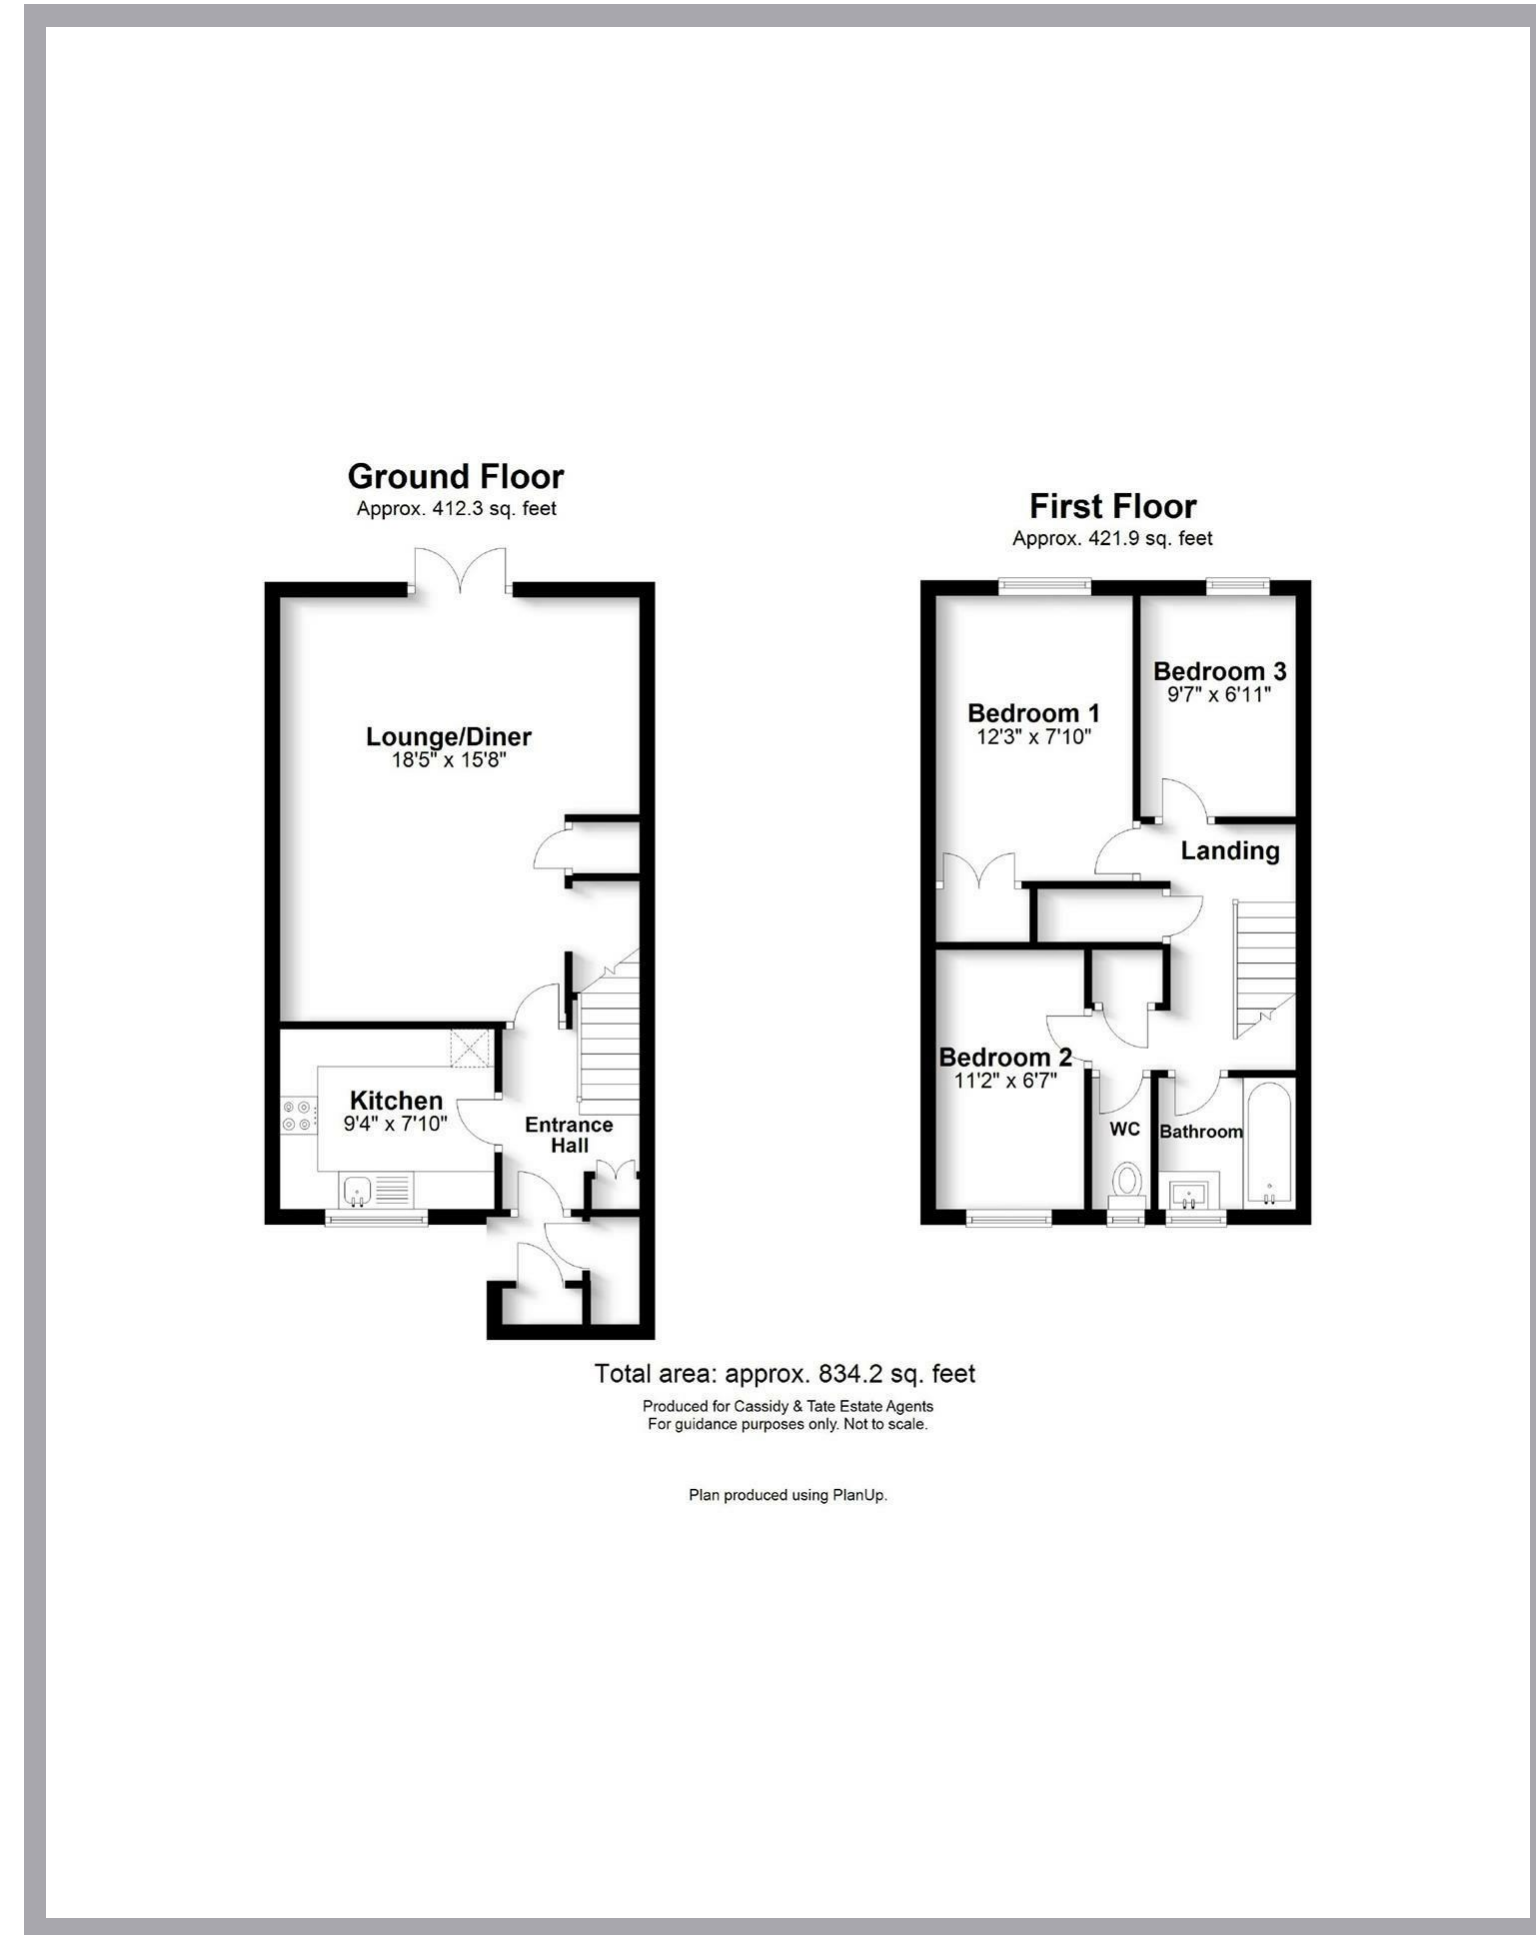 Ground Floor
Approx. 412.3 sq. feet
Lounge/Diner
18'5" x 15'8"
Kitchen
9'4" x 7'10"
Entrance
Hall
First Floor
Approx. 421.9 sq. feet
Bedroom 1
12'3" x 7'10"
Bedroom 3
9'7" x 6'11"
Landing
Bedroom 2
11'2" x 6'7"
WC
Bathroom
Total area: approx. 834.2 sq. feet
Produced for Cassidy & Tate Estate Agents
For guidance purposes only. Not to scale.
Plan produced using PlanUp.